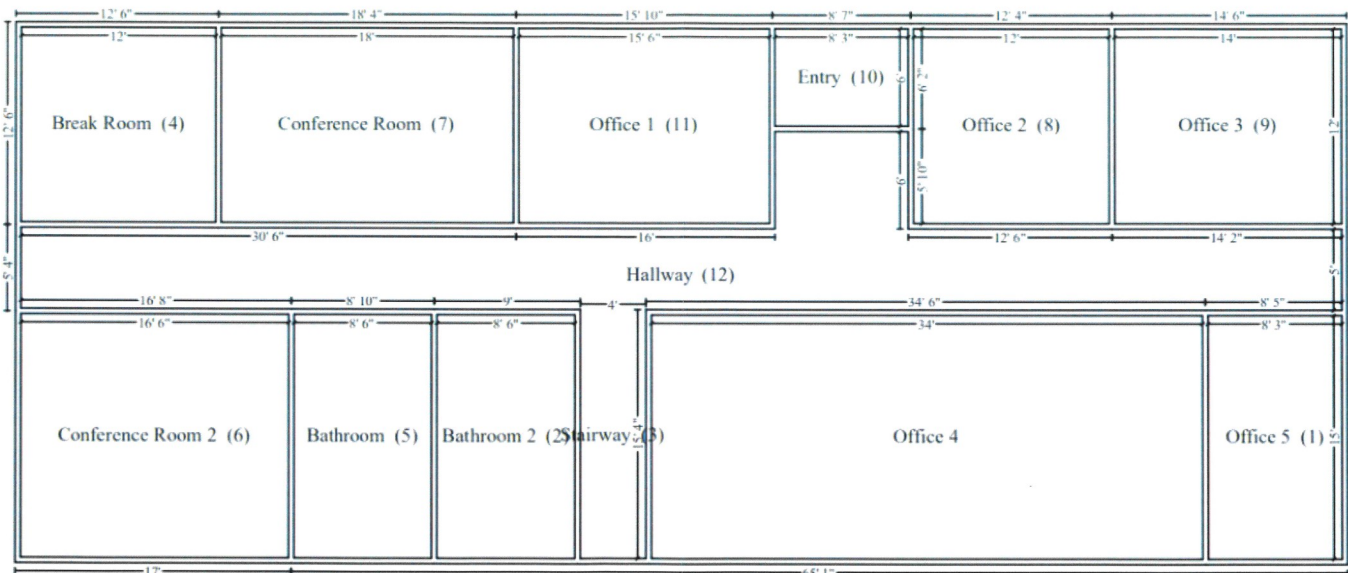 12' 6" 18' 4" 15' 10" 8' 7" 12' 4" 14' 6"
12' 18' 15' 6" 8' 3" 12' 14'
12' 6"
Break Room (4)
Conference Room (7)
Office 1 (11)
Entry (10)
6'
6' 2"
Office 2 (8)
Office 3 (9)
12'
6'
5' 10"
30' 6" 16' 12' 6" 14' 2"
5' 4"
Hallway (12)
5'
16' 8" 8' 10" 9' 4' 34' 6" 8' 5"
16' 6" 8' 6" 8' 6" 34' 8' 3"
Conference Room 2 (6)
Bathroom (5)
Bathroom 2 (2)
Stairway (3)
15' 4"
Office 4
Office 5 (1)
15'
17' 65' 1"